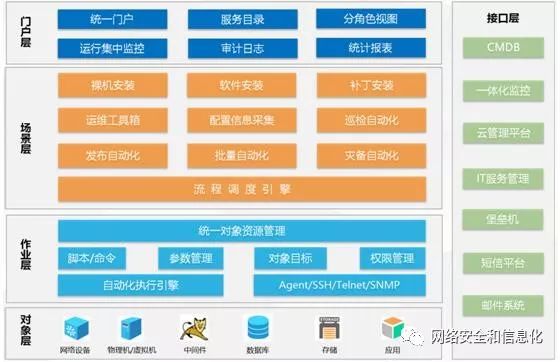 门户层
统一门户
服务目录
分角色视图
运行集中监控
审计日志
统计报表
场景层
裸机安装
软件安装
补丁安装
运维工具箱
配置信息采集
巡检自动化
发布自动化
批量自动化
灾备自动化
流程调度引擎
作业层
统一对象资源管理
脚本/命令
参数管理
对象目标
权限管理
自动化执行引擎
Agent/SSH/Telnet/SNMP
对象层
网络设备
物理机/虚拟机
中间件
数据库
STORAGE
存储
应用
接口层
CMDB
一体化监控
云管理平台
IT服务管理
堡垒机
短信平台
邮件系统
网络安全和信息化